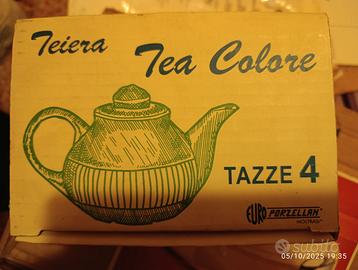 Teiera
Tea Colore
TAZZE 4
EURO PORZELLAN
subito
05/10/2025 19:35